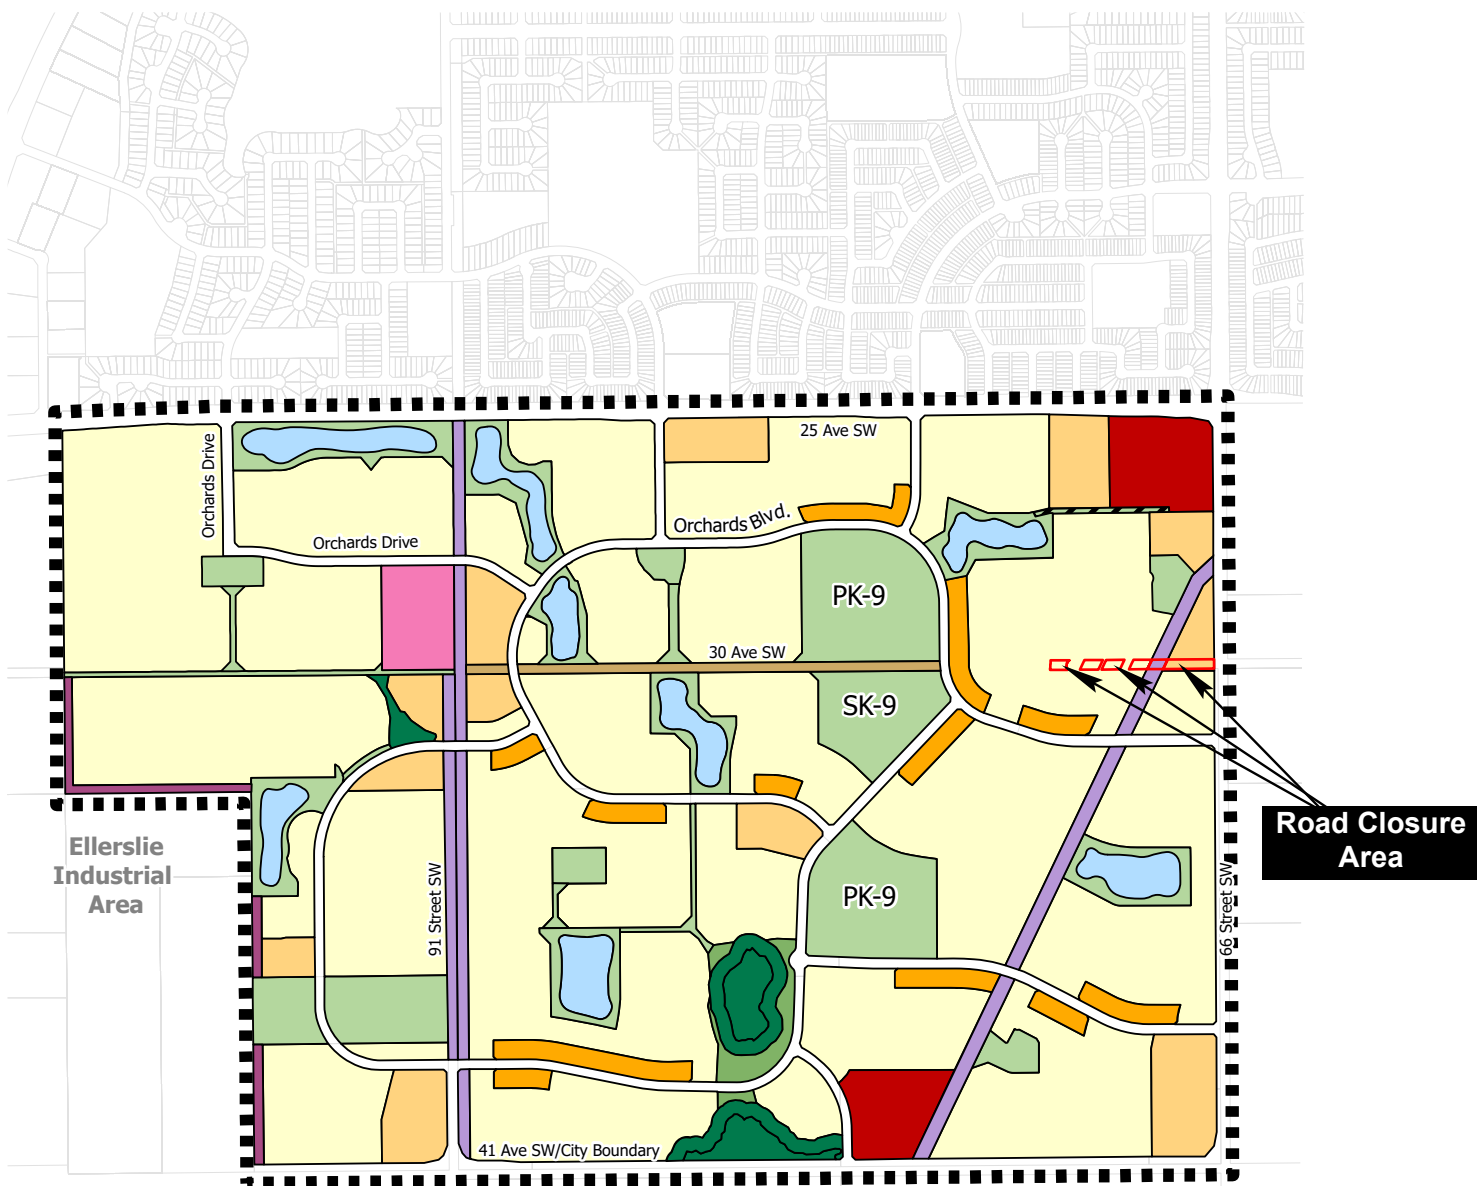 25 Ave SW
Orchards Drive
Orchards Blvd.
Orchards Drive
PK-9
30 Ave SW
SK-9
Road Closure
Area
Ellerslie
Industrial
Area
91 Street SW
PK-9
66 Street SW
41 Ave SW/City Boundary